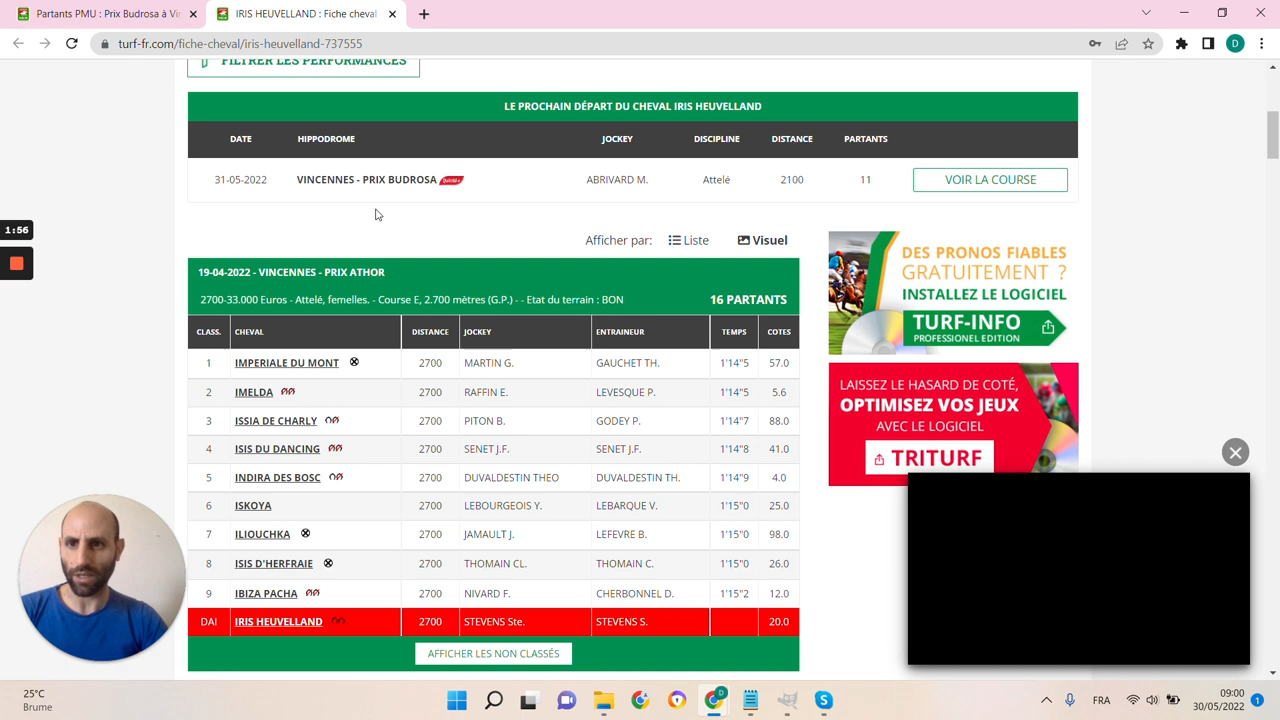 Partants PMU : Prix Budrosa à Vin
IRIS HEUVELLAND : Fiche cheval
turf-fr.com/fiche-cheval/iris-heuvelland-737555
D
FILTRER LES PERFORMANCES
LE PROCHAIN DÉPART DU CHEVAL IRIS HEUVELLAND
DATE HIPPODROME JOCKEY DISCIPLINE DISTANCE PARTANTS
31-05-2022 VINCENNES - PRIX BUDROSA ABRIVARD M. Attelé 2100 11 VOIR LA COURSE
1:56
Afficher par: Liste Visuel
19-04-2022 - VINCENNES - PRIX ATHOR
2700-33.000 Euros - Attelé, femelles. - Course E, 2.700 mètres (G.P.) - - Etat du terrain : BON 16 PARTANTS
CLASS. CHEVAL DISTANCE JOCKEY ENTRAINEUR TEMPS COTES
1 IMPERIALE DU MONT 2700 MARTIN G. GAUCHET TH. 1'14"5 57.0
2 IMELDA 2700 RAFFIN E. LEVESQUE P. 1'14"5 5.6
3 ISSIA DE CHARLY 2700 PITON B. GODEY P. 1'14"7 88.0
4 ISIS DU DANCING 2700 SENET J.F. SENET J.F. 1'14"8 41.0
5 INDIRA DES BOSC 2700 DUVALDESTIN THEO DUVALDESTIN TH. 1'14"9 4.0
6 ISKOYA 2700 LEBOURGEOIS Y. LEBARQUE V. 1'15"0 25.0
7 ILIOUCHKA 2700 JAMAULT J. LEFEVRE B. 1'15"0 98.0
8 ISIS D'HERFRAIE 2700 THOMAIN CL. THOMAIN C. 1'15"0 26.0
9 IBIZA PACHA 2700 NIVARD F. CHERBONNEL D. 1'15"2 12.0
DAI IRIS HEUVELLAND 2700 STEVENS Ste. STEVENS S. 20.0
AFFICHER LES NON CLASSÉS
DES PRONOS FIABLES
GRATUITEMENT ?
INSTALLEZ LE LOGICIEL
TURF-INFO
PROFESSIONEL EDITION
LAISSEZ LE HASARD DE COTÉ,
OPTIMISEZ VOS JEUX
AVEC LE LOGICIEL
TRITURF
25°C
Brume
D
FRA
09:00
30/05/2022
1